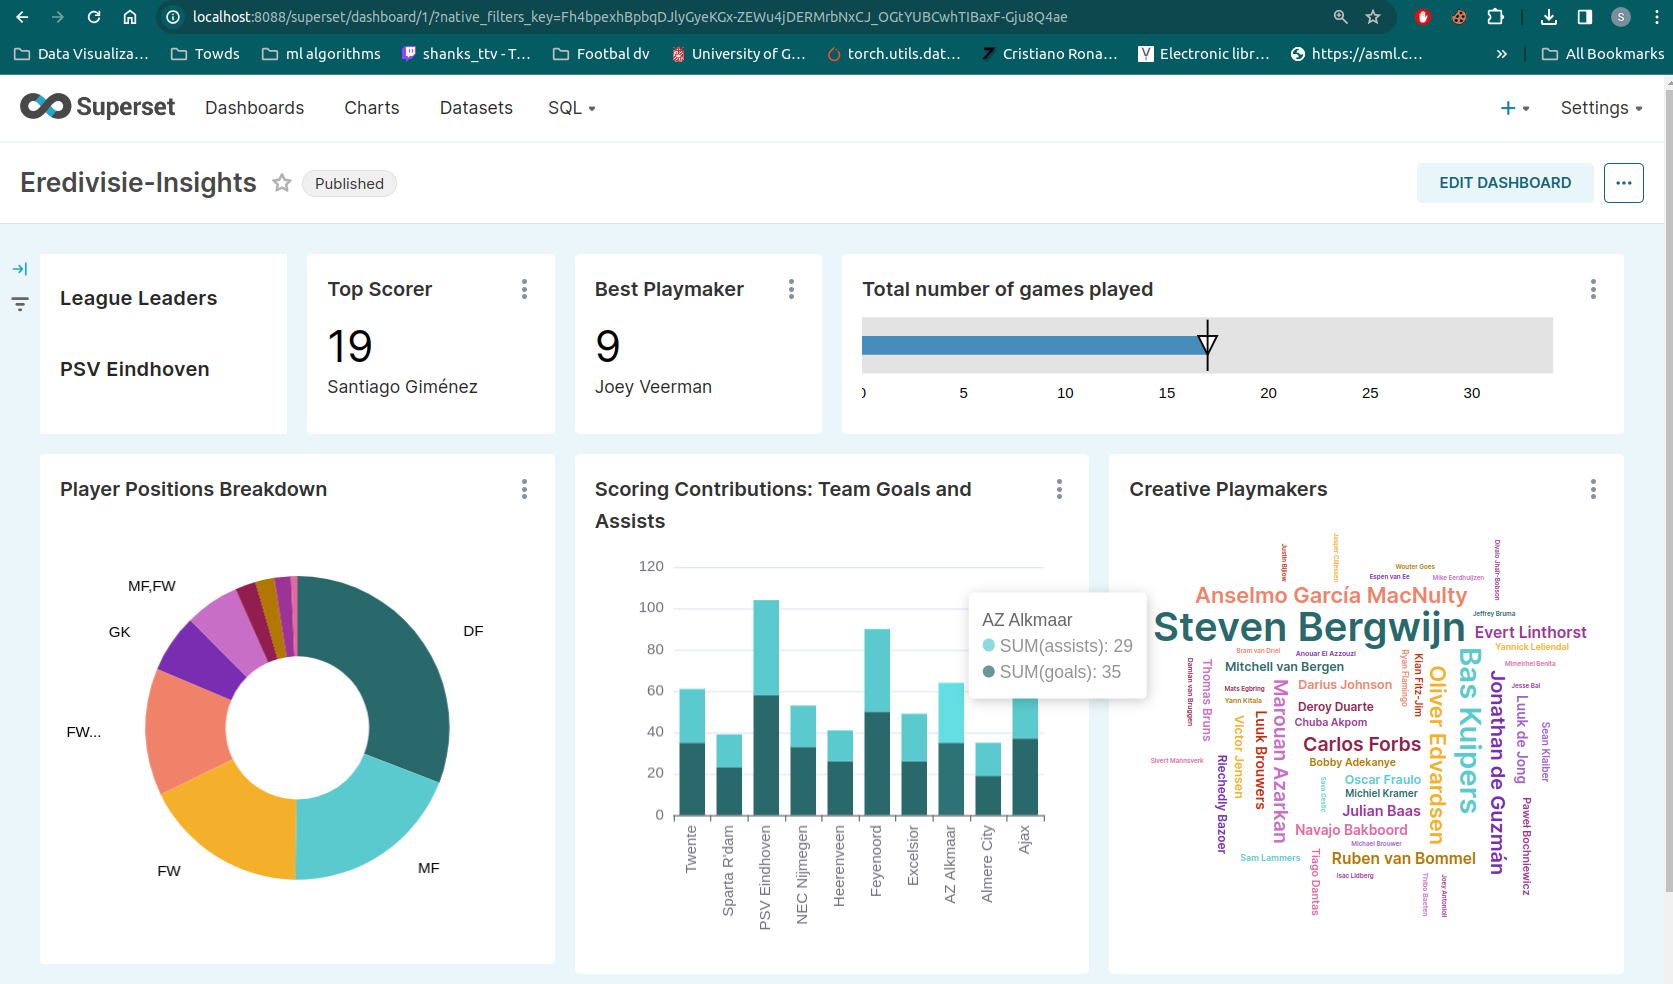 localhost:8088/superset/dashboard/1/?native_filters_key=Fh4bpexhBpbqDJlyGyeKGx-ZEWu4jDERMrbNxCJ_OGtYUBCwhTIBaxF-Gju8Q4ae
S
Data Visualiza... Towds ml algorithms shanks_ttv - T... Footbal dv University of G... torch.utils.dat... Cristiano Rona... Electronic libr... https://asml.c... » All Bookmarks
Superset Dashboards Charts Datasets SQL + Settings
Eredivisie-Insights Published EDIT DASHBOARD ...
League Leaders
PSV Eindhoven
Top Scorer
19
Santiago Giménez
Best Playmaker
9
Joey Veerman
Total number of games played
0 5 10 15 20 25 30
Player Positions Breakdown
MF,FW
GK
DF
FW...
FW
MF
Scoring Contributions: Team Goals and
Assists
120
100
80
60
40
20
0
AZ Alkmaar
SUM(assists): 29
SUM(goals): 35
Twente
Sparta R'dam
PSV Eindhoven
NEC Nijmegen
Heerenveen
Feyenoord
Excelsior
AZ Alkmaar
Almere City
Ajax
Creative Playmakers
Justin Bijlow
Jasper Cillessen
Divaio Jhair-Bobson
Wouter Goes
Espen van Ee
Mike Eerdhuijzen
Anselmo García MacNulty
Jeffrey Bruma
Steven Bergwijn
Evert Linthorst
Yannick Leliendal
Bram van Driel
Anouar El Azzouzi
Mimeirhel Benita
Mitchell van Bergen
Damian van Bruggen
Thomas Bruns
Ryan Flamingo
Kian Fitz-Jim
Oliver Edvardsen
Bas Kuipers
Jonathan de Guzmán
Jesse Bal
Mats Egbring
Darius Johnson
Marouan Azarkan
Yann Kitala
Deroy Duarte
Luuk de Jong
Sean Klaiber
Chuba Akpom
Victor Jensen
Luuk Brouwers
Carlos Forbs
Sivert Mannsverk
Riechedly Bazoer
Bobby Adekanye
Oscar Fraulo
Michiel Kramer
Julian Baas
Pawel Bochniewicz
Navajo Bakboord
Michael Brouwer
Sam Lammers
Tiago Dantas
Ruben van Bommel
Isac Lidberg
Thibo Baeten
Joey Antonioli